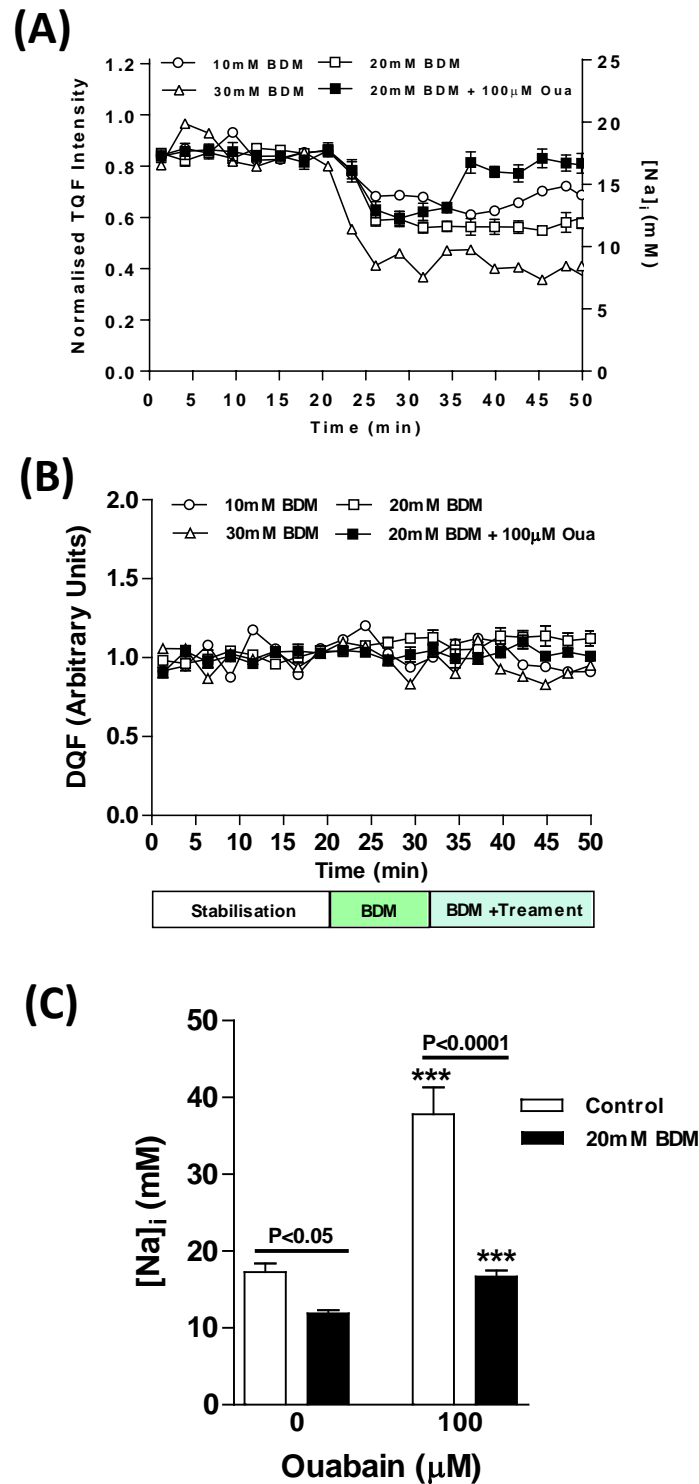 (A)
10mM BDM
20mM BDM
30mM BDM
20mM BDM + 100µM Oua
Normalised TQF Intensity
1.2
1.0
0.8
0.6
0.4
0.2
0.0
25
20
15
10
5
0
[Na]i (mM)
0 5 10 15 20 25 30 35 40 45 50
Time (min)
(B)
10mM BDM
20mM BDM
30mM BDM
20mM BDM + 100µM Oua
DQF (Arbitrary Units)
2.0
1.5
1.0
0.5
0.0
0 5 10 15 20 25 30 35 40 45 50
Time (min)
Stabilisation BDM BDM +Treament
(C)
[Na]i (mM)
50
40
30
20
10
0
P<0.0001
***
P<0.05
***
Control
20mM BDM
0 100
Ouabain (µM)